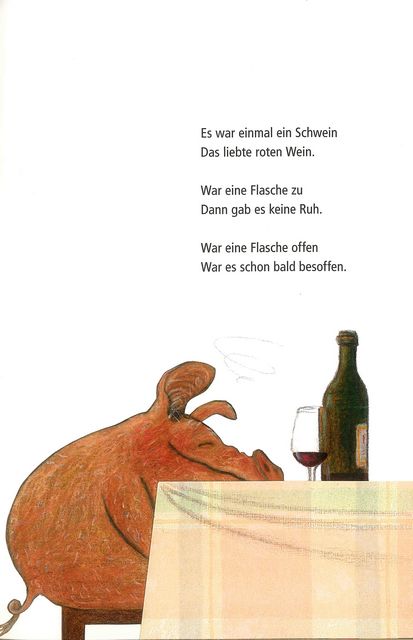 Es war einmal ein Schwein
Das liebte roten Wein.
War eine Flasche zu
Dann gab es keine Ruh.
War eine Flasche offen
War es schon bald besoffen.